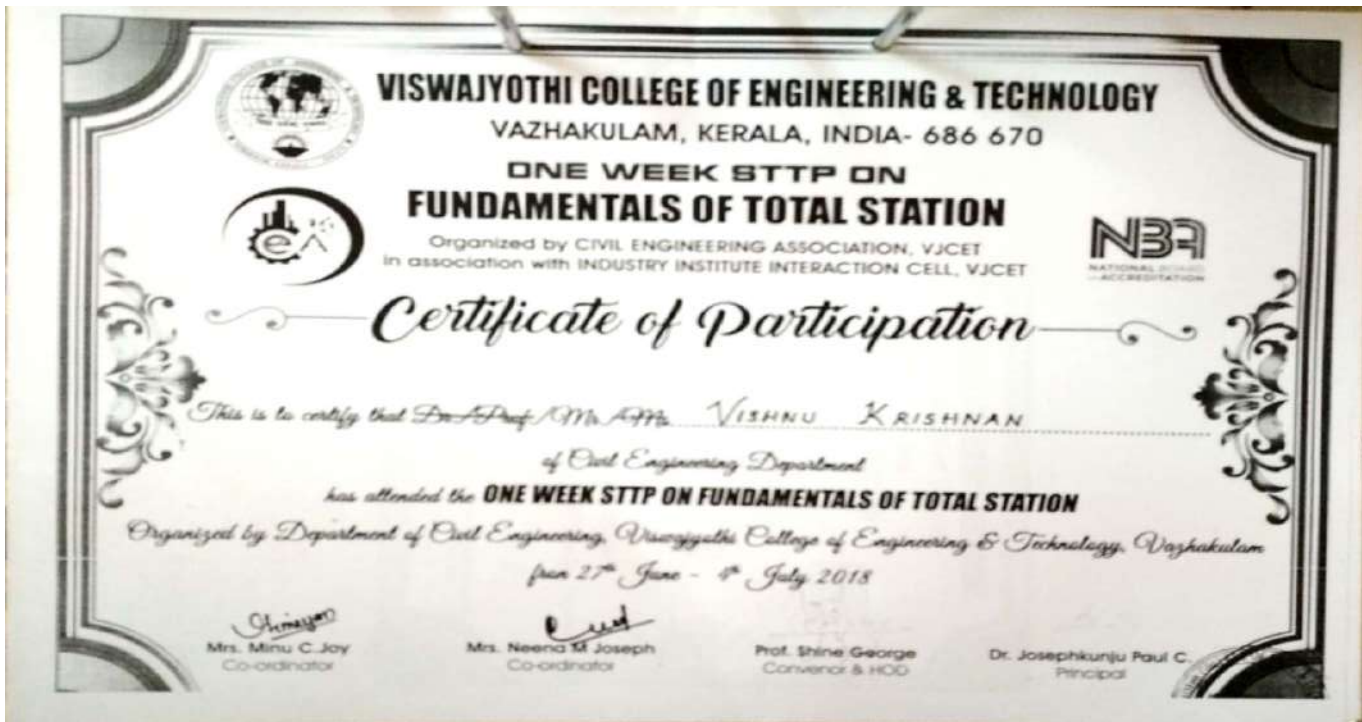 VISWAJYOTHI COLLEGE OF ENGINEERING & TECHNOLOGY
VAZHAKULAM, KERALA, INDIA- 686 670
ONE WEEK STTP ON
FUNDAMENTALS OF TOTAL STATION
Organized by CIVIL ENGINEERING ASSOCIATION, VJCET
in association with INDUSTRY INSTITUTE INTERACTION CELL, VJCET
NBA
NATIONAL BOARD
of ACCREDITATION
Certificate of Participation
This is to certify that Dr./Prof./Mr./Ms. VISHNU KRISHNAN
of Civil Engineering Department
has attended the ONE WEEK STTP ON FUNDAMENTALS OF TOTAL STATION
Organized by Department of Civil Engineering, Viswajyothi College of Engineering & Technology, Vazhakulam
from 27th June - 4th July 2018
Mrs. Minu C Joy
Co-ordinator
Mrs. Neena M Joseph
Co-ordinator
Prof. Shine George
Convenor & HOD
Dr. Josephkunju Paul C.
Principal